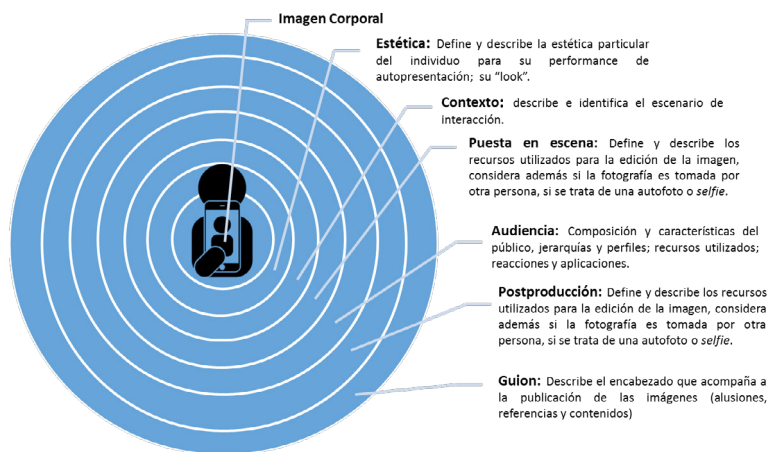 Imagen Corporal
Estética: Define y describe la estética particular
del individuo para su performance de
autopresentación; su “look”.
Contexto: describe e identifica el escenario de
interacción.
Puesta en escena: Define y describe los
recursos utilizados para la edición de la imagen,
considera además si la fotografía es tomada por
otra persona, si se trata de una autofoto o selfie.
Audiencia: Composición y características del
público, jerarquías y perfiles; recursos utilizados;
reacciones y aplicaciones.
Postproducción: Define y describe los recursos
utilizados para la edición de la imagen, considera
además si la fotografía es tomada por otra
persona, si se trata de una autofoto o selfie.
Guion: Describe el encabezado que acompaña a
la publicación de las imágenes (alusiones,
referencias y contenidos)